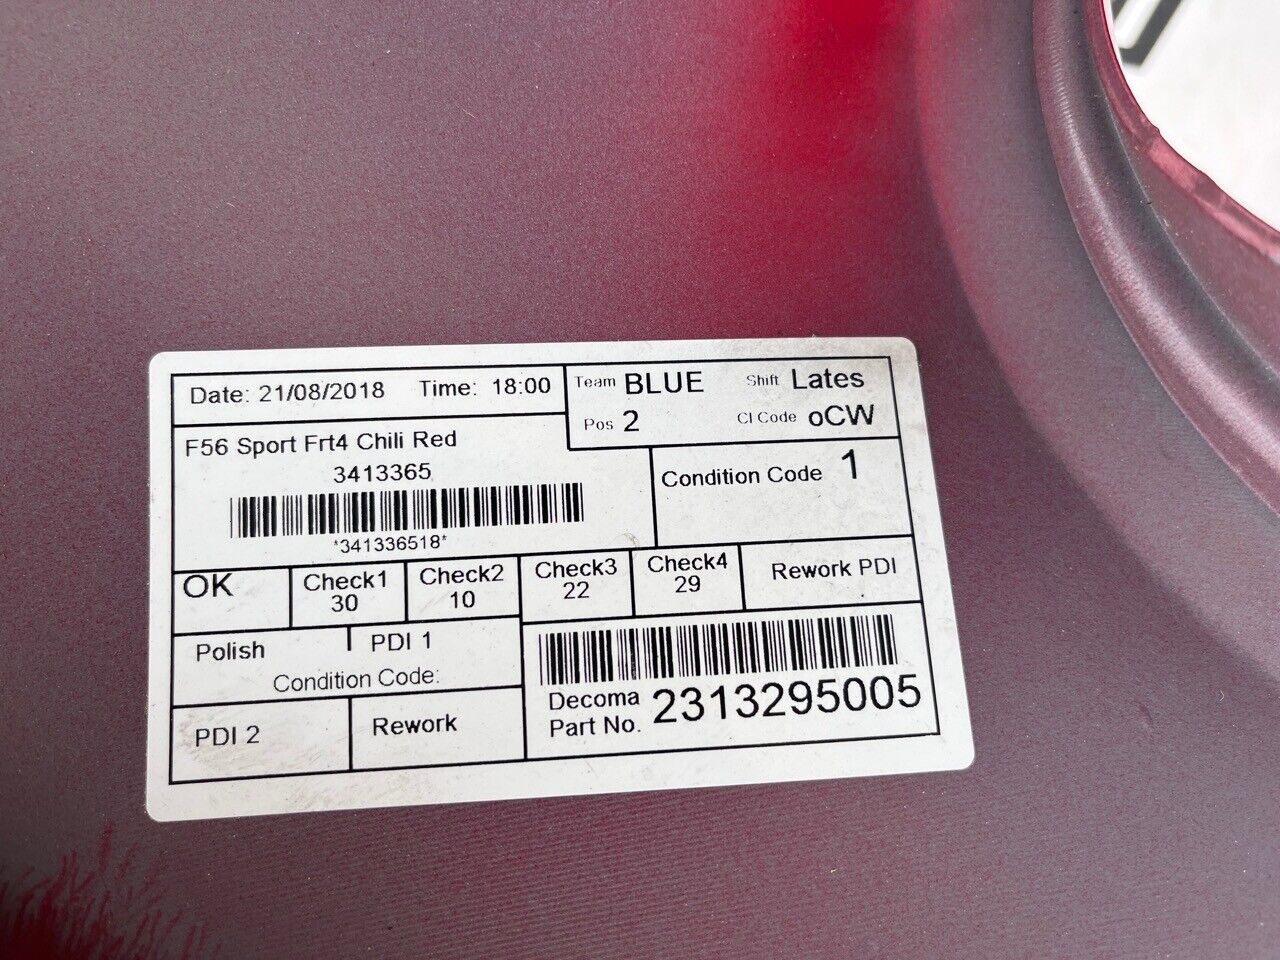 Date: 21/08/2018 Time: 18:00
Team BLUE Shift Lates
Pos 2 CI Code oCW
F56 Sport Frt4 Chili Red
3413365
*341336518*
Condition Code 1
OK
Check1
30
Check2
10
Check3
22
Check4
29
Rework PDI
Polish
PDI 1
Condition Code:
PDI 2
Rework
Decoma
Part No. 2313295005